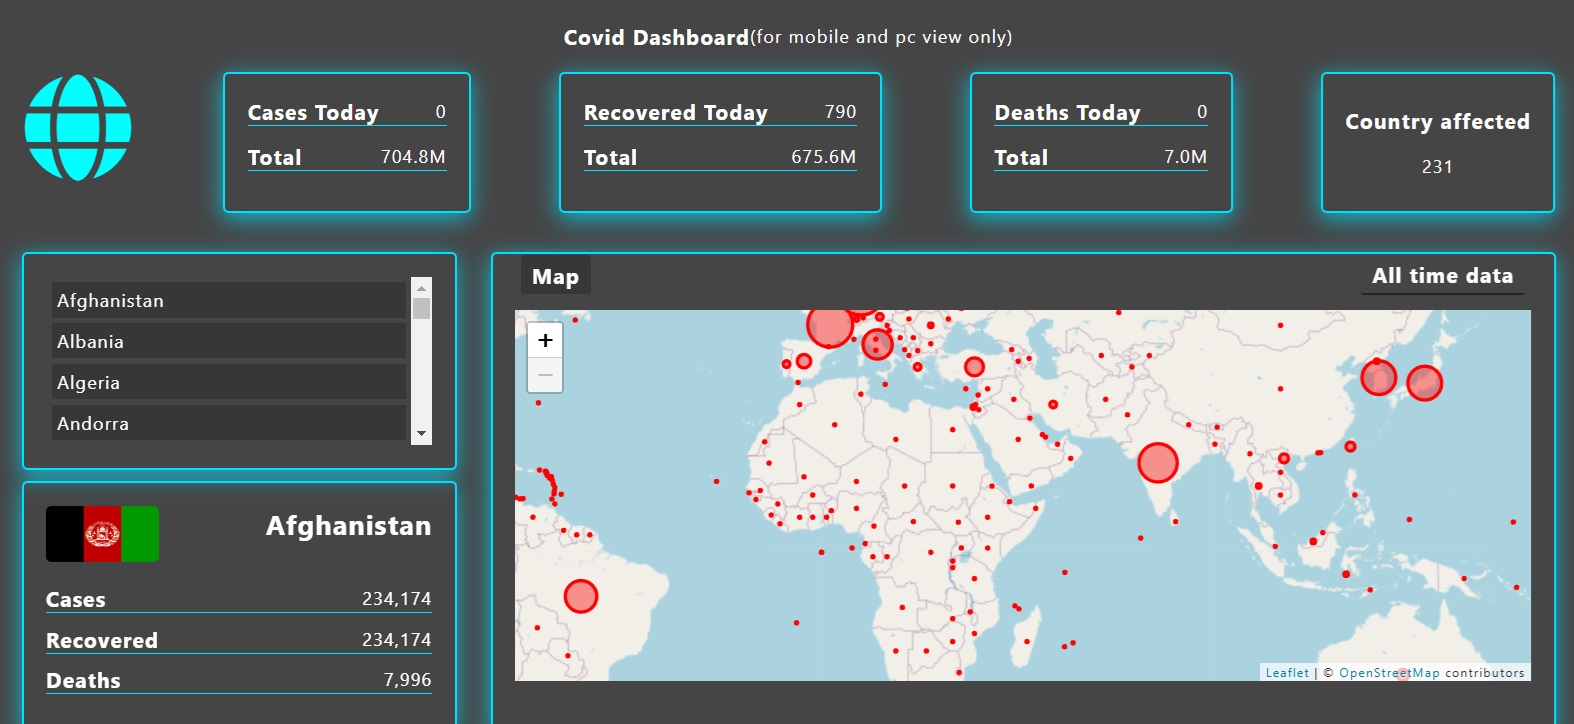 Covid Dashboard(for mobile and pc view only)
Cases Today 0
Total 704.8M
Recovered Today 790
Total 675.6M
Deaths Today 0
Total 7.0M
Country affected
231
Afghanistan
Albania
Algeria
Andorra
Map
All time data
+
−
Afghanistan
Cases 234,174
Recovered 234,174
Deaths 7,996
Leaflet | © OpenStreetMap contributors